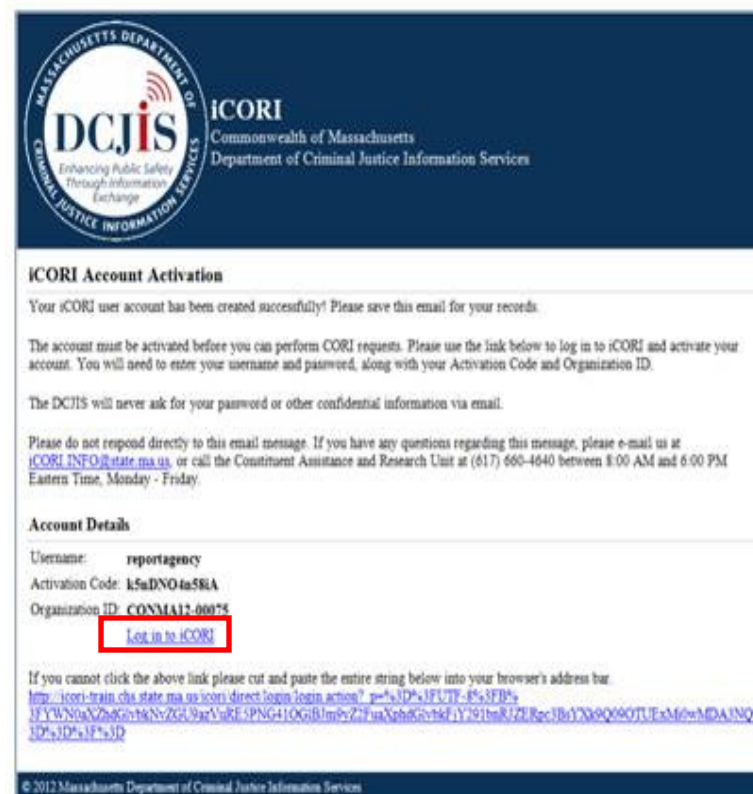 MASSACHUSETTS DEPARTMENT OF
CRIMINAL JUSTICE INFORMATION SERVICES
DCJIS
Enhancing Public Safety
Through Information
Exchange
iCORI
Commonwealth of Massachusetts
Department of Criminal Justice Information Services
iCORI Account Activation
Your iCORI user account has been created successfully! Please save this email for your records.
The account must be activated before you can perform CORI requests. Please use the link below to log in to iCORI and activate your
account. You will need to enter your username and password, along with your Activation Code and Organization ID.
The DCJIS will never ask for your password or other confidential information via email.
Please do not respond directly to this email message. If you have any questions regarding this message, please e-mail us at
iCORI.INFO@state.ma.us, or call the Constituent Assistance and Research Unit at (617) 660-4640 between 8:00 AM and 6:00 PM
Eastern Time, Monday - Friday.
Account Details
Username: reportagency
Activation Code: k5nDNO4n58iA
Organization ID: CONMA12-00075
Log in to iCORI
If you cannot click the above link please cut and paste the entire string below into your browser's address bar.
© 2012 Massachusetts Department of Criminal Justice Information Services